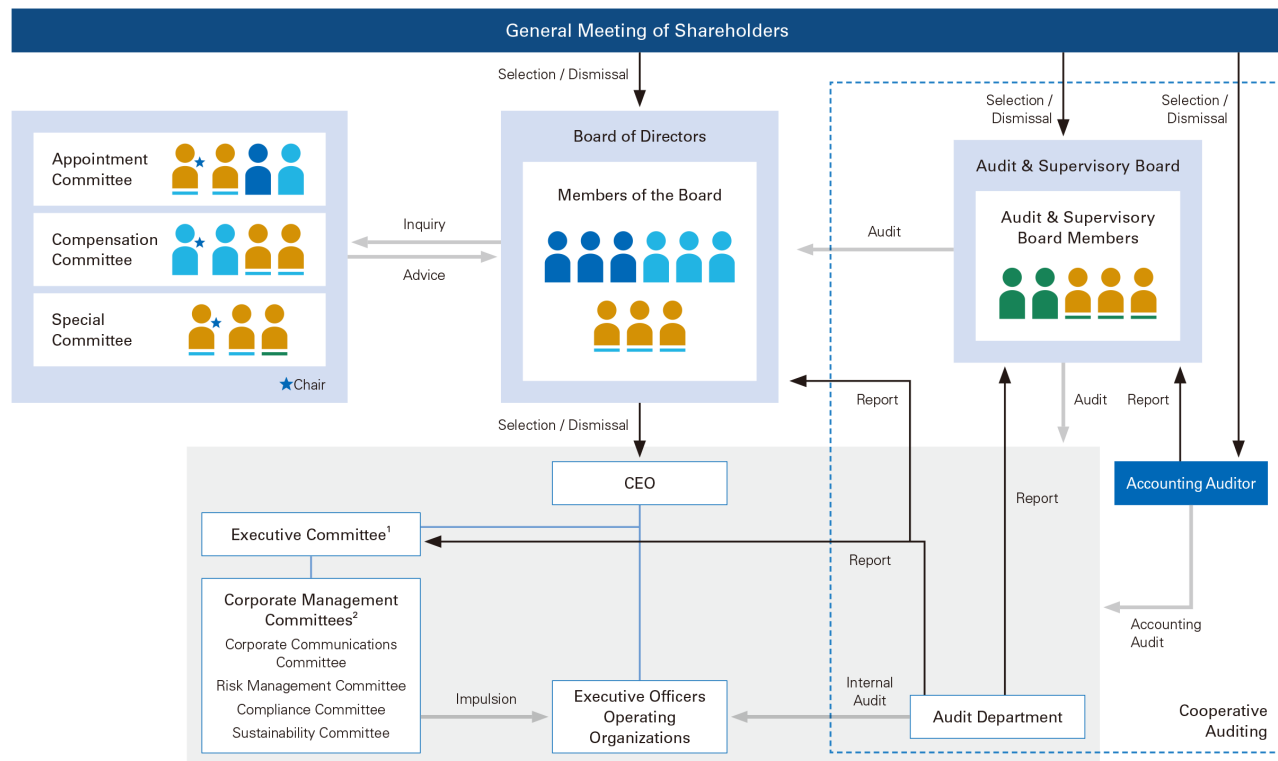 General Meeting of Shareholders
Selection / Dismissal
Selection /
Dismissal
Selection /
Dismissal
Appointment
Committee
Compensation
Committee
Special
Committee
★Chair
Inquiry
Advice
Board of Directors
Members of the Board
Audit
Audit & Supervisory Board
Audit & Supervisory
Board Members
Selection / Dismissal
Report
Audit
Report
CEO
Accounting Auditor
Report
Executive Committee¹
Report
Corporate Management
Committees²
Corporate Communications
Committee
Risk Management Committee
Compliance Committee
Sustainability Committee
Impulsion
Executive Officers
Operating
Organizations
Internal
Audit
Audit Department
Accounting
Audit
Cooperative
Auditing